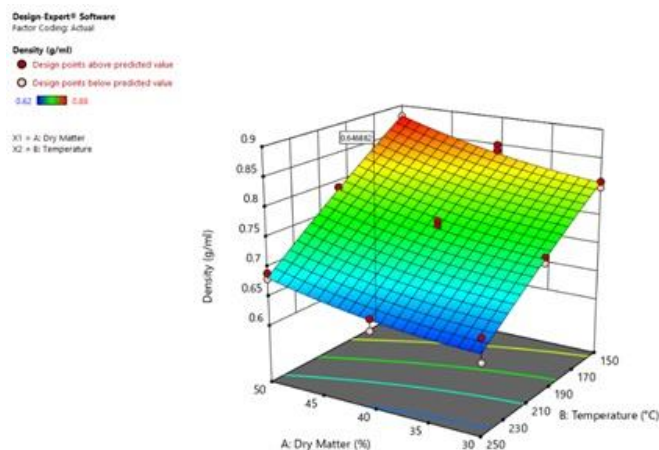 Design-Expert® Software
Factor Coding: Actual
Density (g/ml)
Design points above predicted value
Design points below predicted value
0.62 0.88
X1 = A: Dry Matter
X2 = B: Temperature
0.646882
0.9
0.85
0.8
0.75
0.7
0.65
0.6
Density (g/ml)
50
45
40
35
30
A: Dry Matter (%)
150
170
190
210
230
250
B: Temperature (°C)